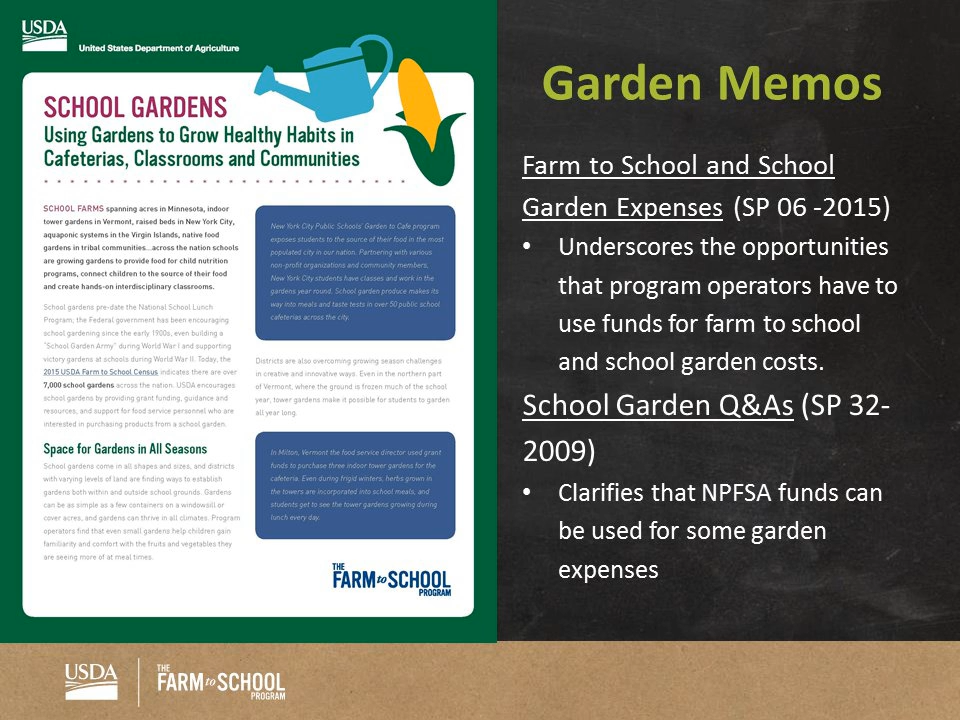 USDA
United States Department of Agriculture
SCHOOL GARDENS
Using Gardens to Grow Healthy Habits in
Cafeterias, Classrooms and Communities
SCHOOL FARMS spanning acres in Minnesota, indoor
tower gardens in Vermont, raised beds in New York City,
aquaponic systems in the Virgin Islands, native food
gardens in tribal communities...across the nation schools
are growing gardens to provide food for child nutrition
programs, connect children to the source of their food
and create hands-on interdisciplinary classrooms.
School gardens pre-date the National School Lunch
Program; the Federal government has been encouraging
school gardening since the early 1900s, even building a
"School Garden Army" during World War I and supporting
victory gardens at schools during World War II. Today, the
2015 USDA Farm to School Census indicates there are over
7,000 school gardens across the nation. USDA encourages
school gardens by providing grant funding, guidance and
resources, and support for food service personnel who are
interested in purchasing products from a school garden.
Space for Gardens in All Seasons
School gardens come in all shapes and sizes, and districts
with varying levels of land are finding ways to establish
gardens both within and outside school grounds. Gardens
can be as simple as a few containers on a windowsill or
cover acres, and gardens can thrive in all climates. Program
operators find that even small gardens help children gain
familiarity and comfort with the fruits and vegetables they
are seeing more of at meal times.
New York City Public Schools' Garden to Cafe program
exposes students to the source of their food in the most
populated city in our nation. Partnering with various
non-profit organizations and community members,
New York City students have classes and work in the
gardens year round. School garden produce makes its
way into meals and taste tests in over 50 public school
cafeterias across the city.
Districts are also overcoming growing season challenges
in creative and innovative ways. Even in the northern part
of Vermont, where the ground is frozen much of the school
year, tower gardens make it possible for students to garden
all year long.
In Milton, Vermont the food service director used grant
funds to purchase three indoor tower gardens for the
cafeteria. Even during frigid winters, herbs grown in
the towers are incorporated into school meals, and
students get to see the tower gardens growing during
lunch every day.
THE
FARM to SCHOOL
PROGRAM
Garden Memos
Farm to School and School
Garden Expenses (SP 06 -2015)
• Underscores the opportunities
that program operators have to
use funds for farm to school
and school garden costs.
School Garden Q&As (SP 32-
2009)
• Clarifies that NPFSA funds can
be used for some garden
expenses
USDA
THE
FARM to SCHOOL
PROGRAM